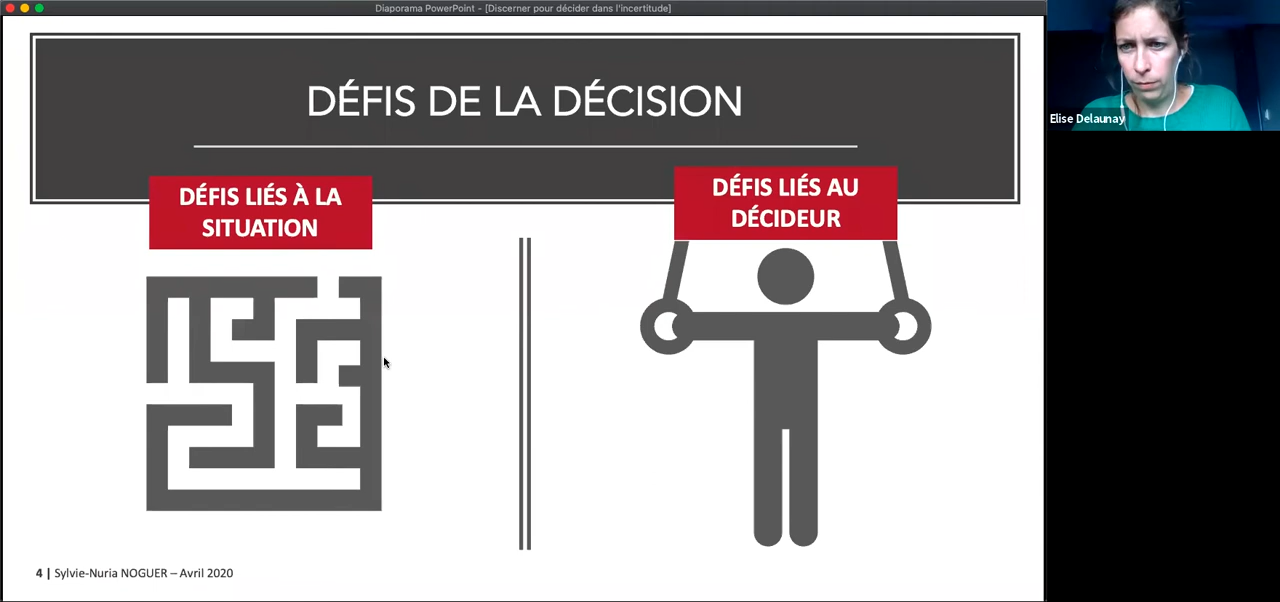 Diaporama PowerPoint - [Discerner pour décider dans l'incertitude]
Elise Delaunay
DÉFIS DE LA DÉCISION
DÉFIS LIÉS À LA
SITUATION
DÉFIS LIÉS AU
DÉCIDEUR
4 | Sylvie-Nuria NOGUER – Avril 2020